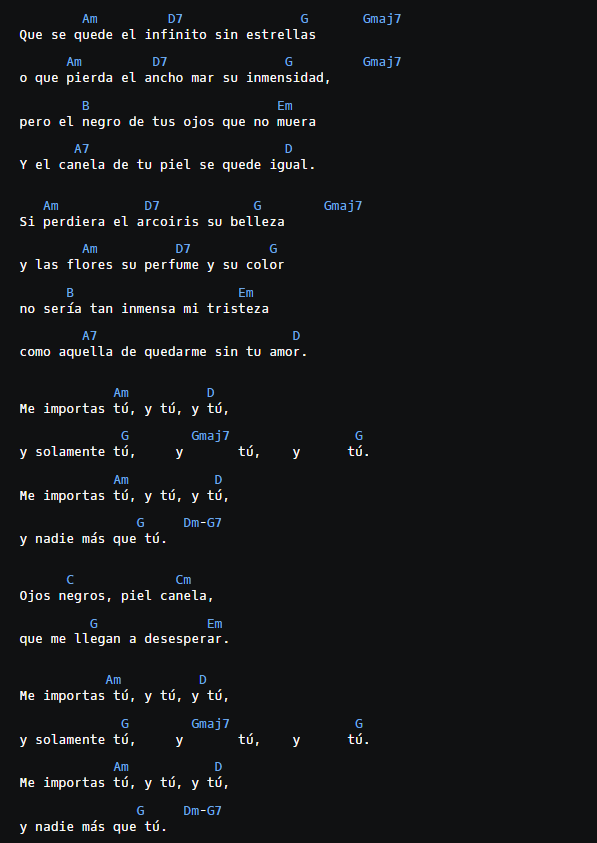 Am D7 G Gmaj7
Que se quede el infinito sin estrellas
Am D7 G Gmaj7
o que pierda el ancho mar su inmensidad,
B Em
pero el negro de tus ojos que no muera
A7 D
Y el canela de tu piel se quede igual.
Am D7 G Gmaj7
Si perdiera el arcoiris su belleza
Am D7 G
y las flores su perfume y su color
B Em
no sería tan inmensa mi tristeza
A7 D
como aquella de quedarme sin tu amor.
Am D
Me importas tú, y tú, y tú,
G Gmaj7 G
y solamente tú, y tú, y tú.
Am D
Me importas tú, y tú, y tú,
G Dm-G7
y nadie más que tú.
C Cm
Ojos negros, piel canela,
G Em
que me llegan a desesperar.
Am D
Me importas tú, y tú, y tú,
G Gmaj7 G
y solamente tú, y tú, y tú.
Am D
Me importas tú, y tú, y tú,
G Dm-G7
y nadie más que tú.